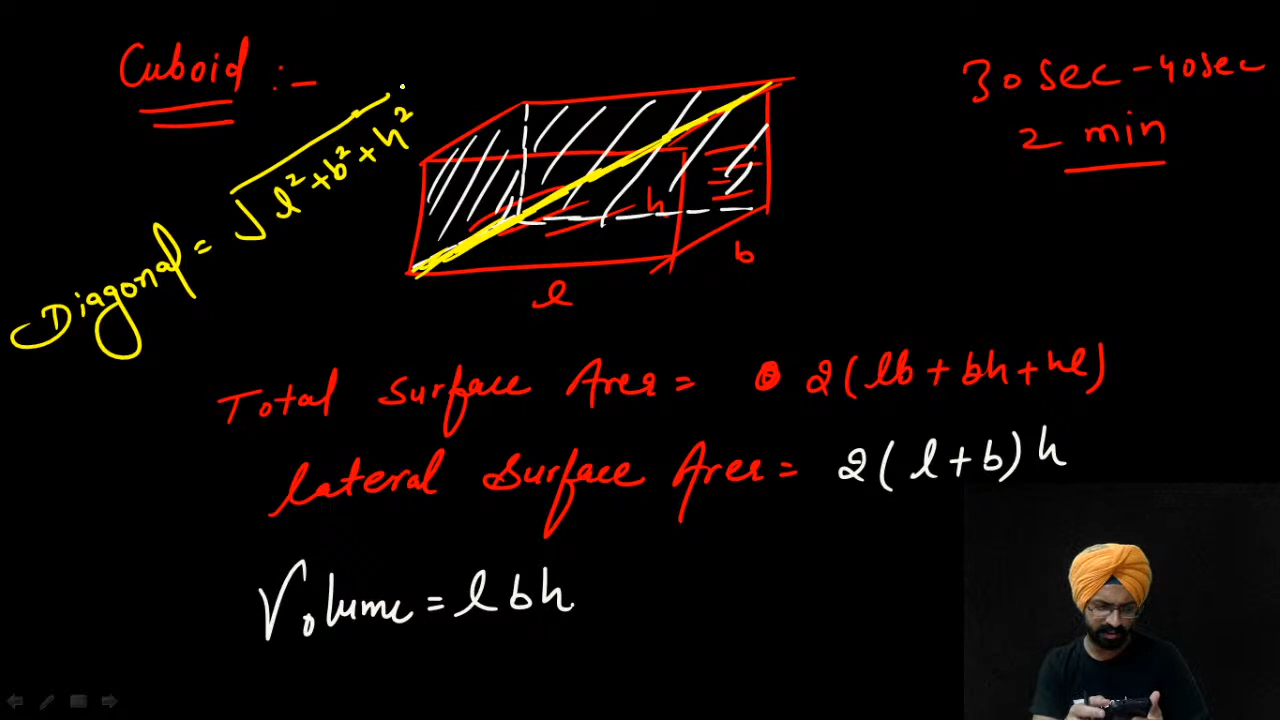 Cuboid :-
30 sec - 40 sec
2 min
Diagonal = √l²+b²+h²
h
b
l
Total Surface Area = 2(lb+bh+hl)
Lateral Surface Area = 2(l+b)h
Volume = lbh